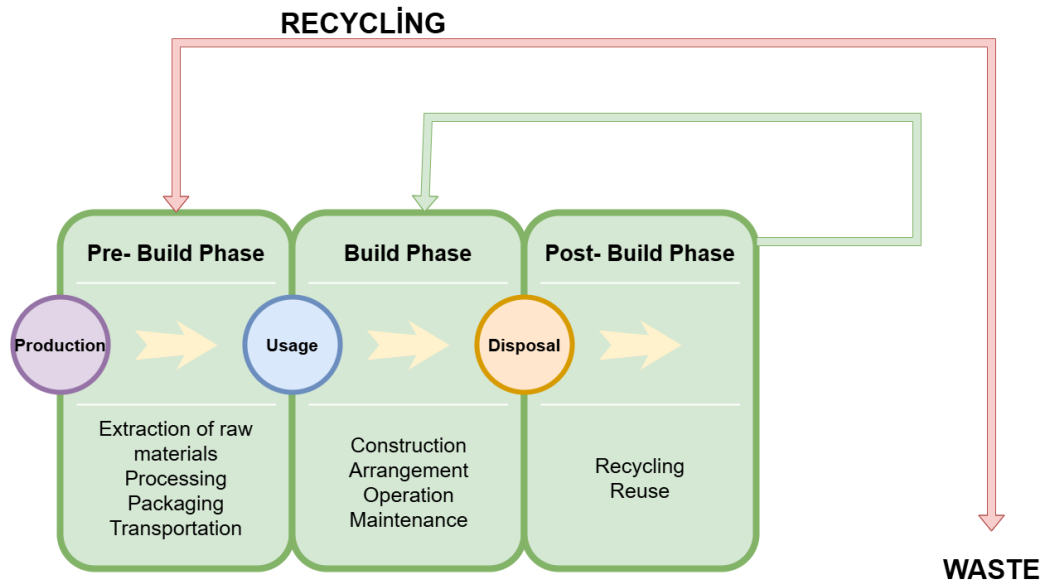 RECYCLİNG
Pre- Build Phase
Build Phase
Post- Build Phase
Production
Usage
Disposal
Extraction of raw
materials
Processing
Packaging
Transportation
Construction
Arrangement
Operation
Maintenance
Recycling
Reuse
WASTE